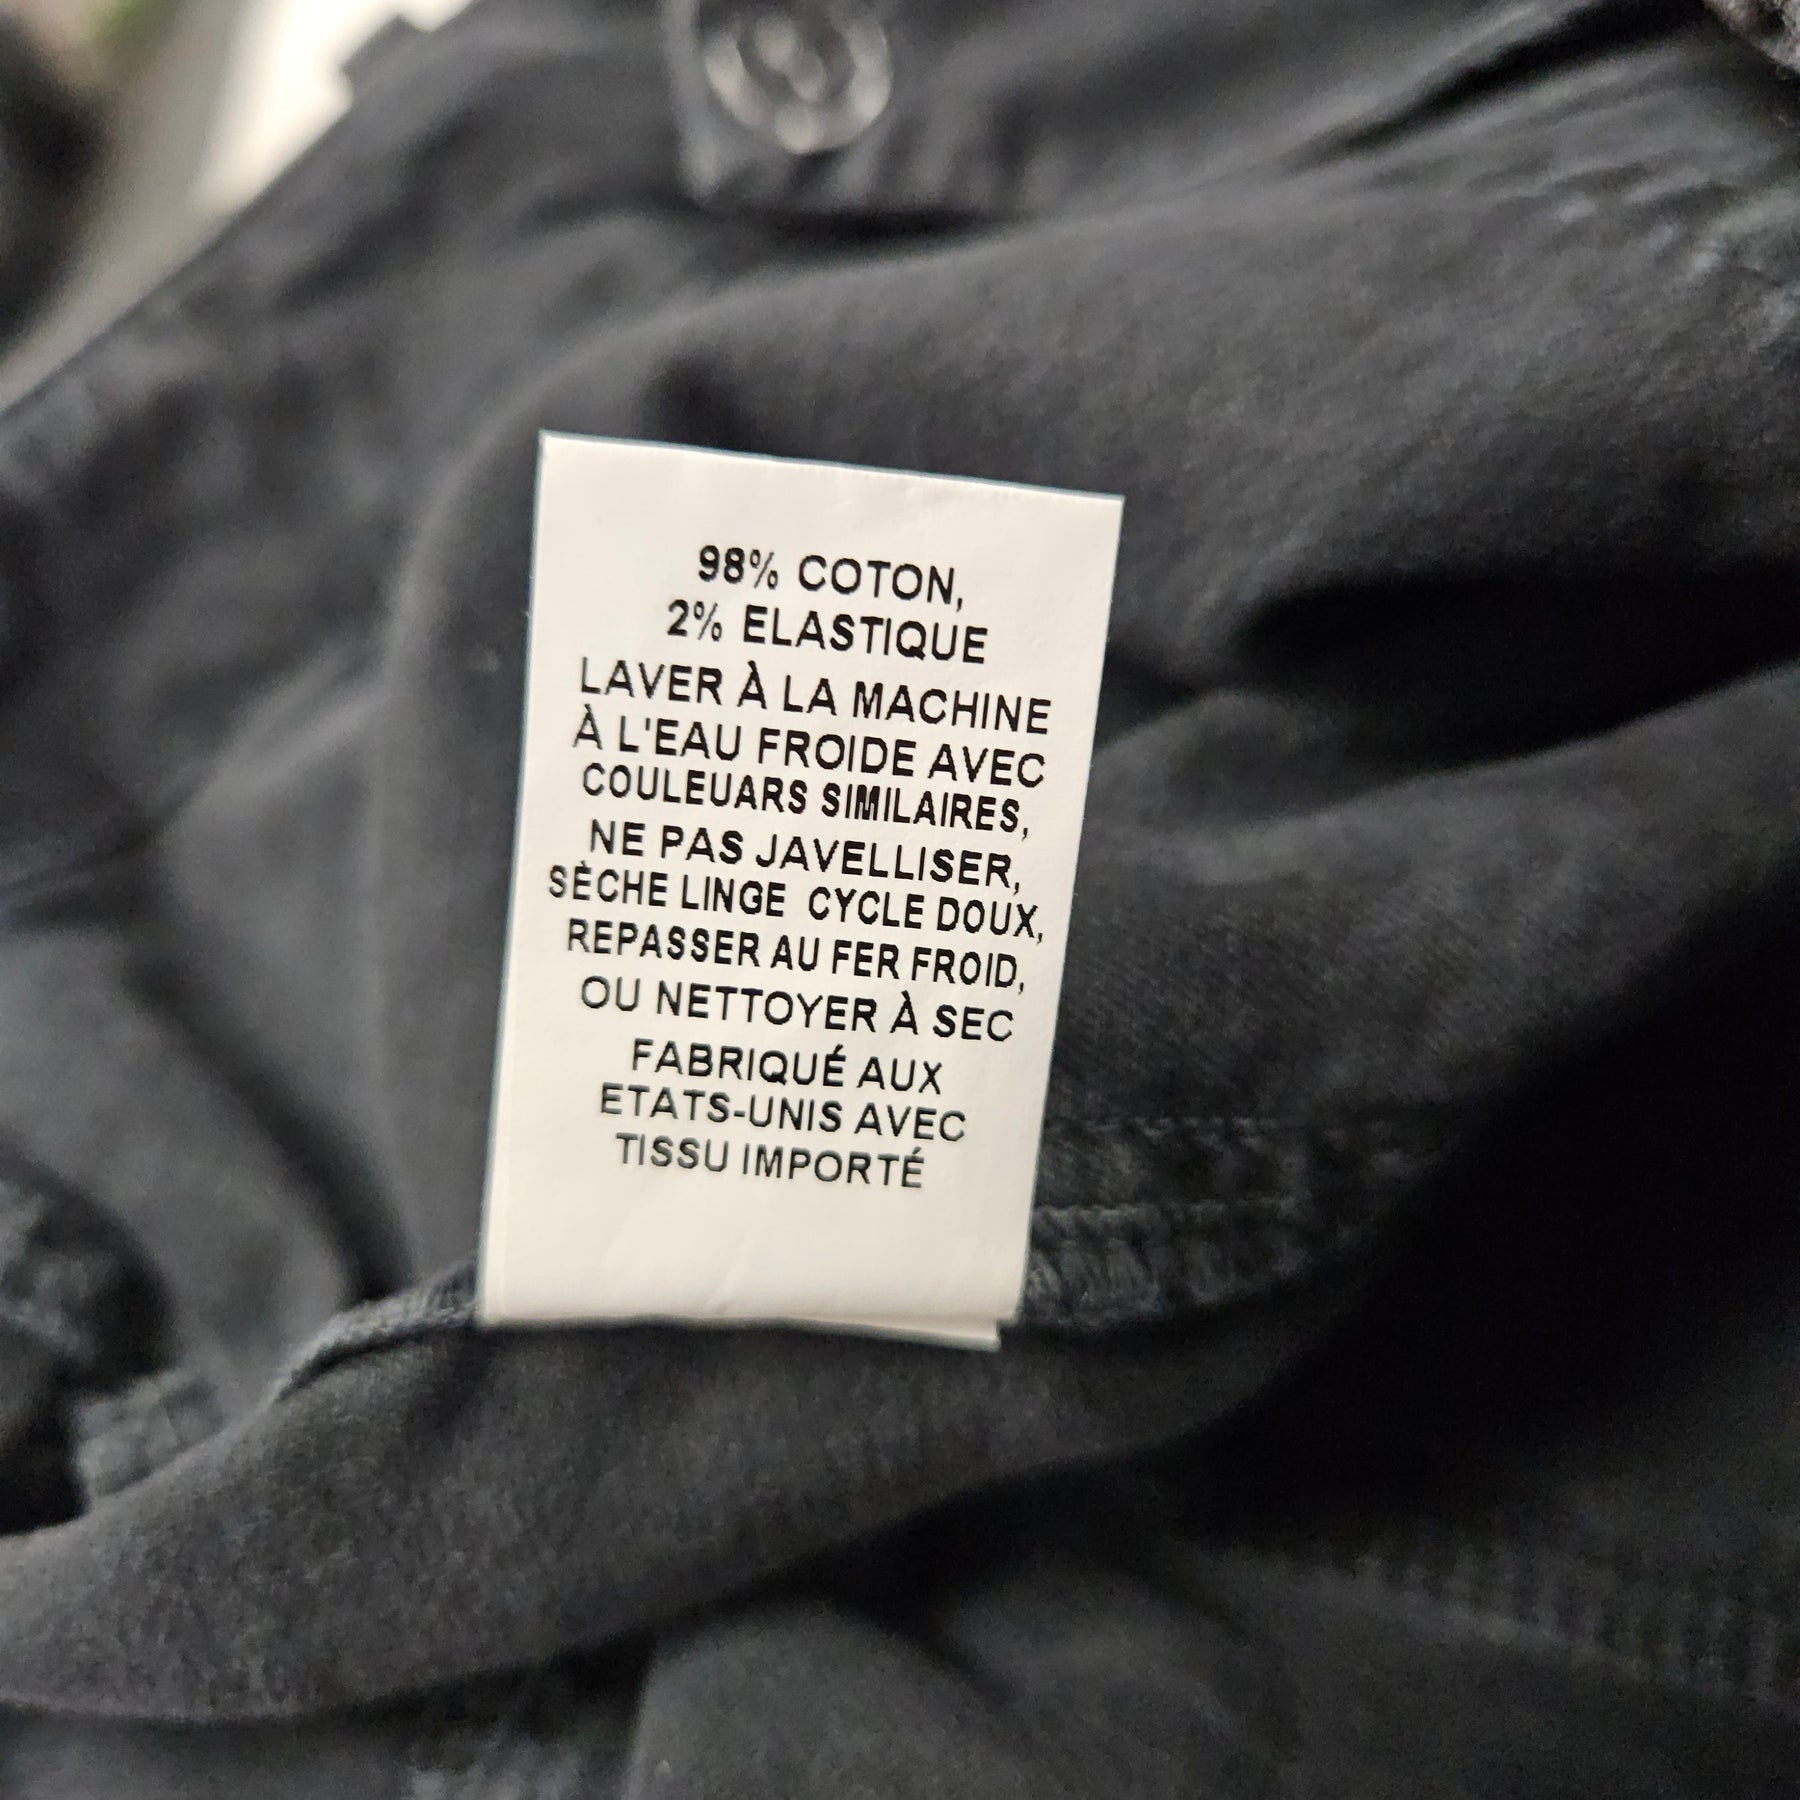 98% COTON,
2% ELASTIQUE
LAVER À LA MACHINE
À L'EAU FROIDE AVEC
COULEUARS SIMILAIRES,
NE PAS JAVELLISER,
SÈCHE LINGE CYCLE DOUX,
REPASSER AU FER FROID,
OU NETTOYER À SEC
FABRIQUÉ AUX
ETATS-UNIS AVEC
TISSU IMPORTÉ